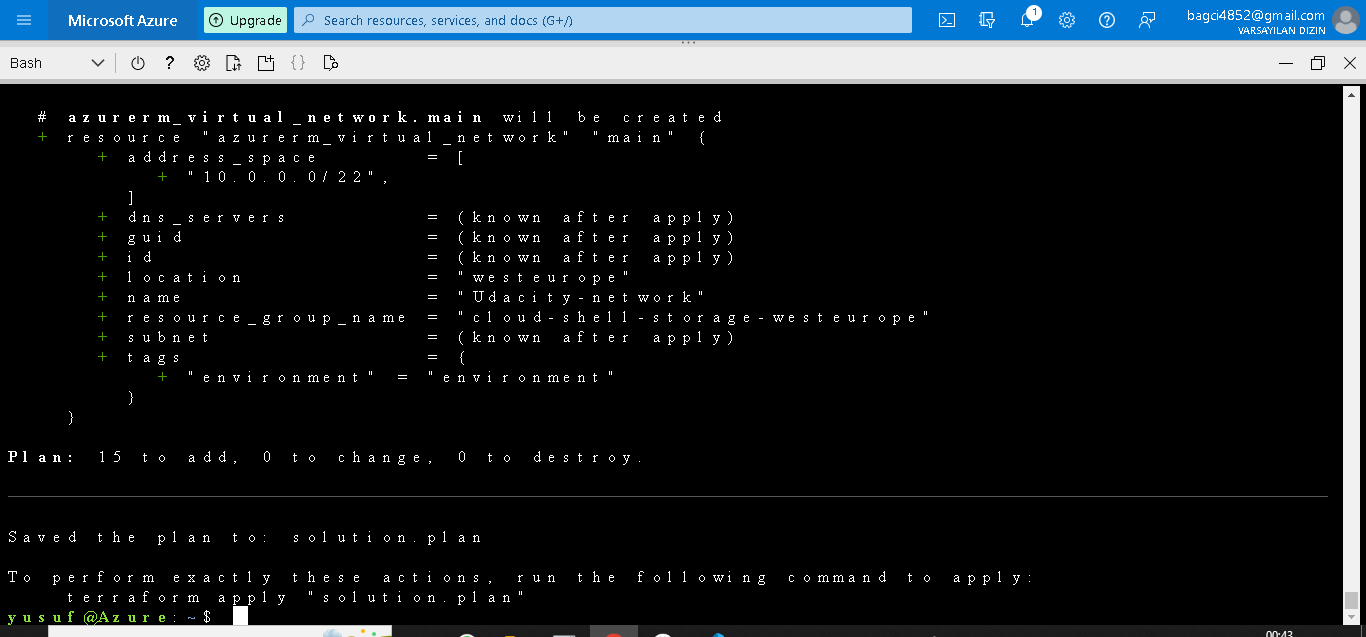 Microsoft Azure
Upgrade
Search resources, services, and docs (G+/)
1
bagci4852@gmail.com
VARSAYILAN DIZIN
Bash
# azurerm_virtual_network.main will be created
+ resource "azurerm_virtual_network" "main" {
+ address_space = [
+ "10.0.0.0/22",
]
+ dns_servers = (known after apply)
+ guid = (known after apply)
+ id = (known after apply)
+ location = "westeurope"
+ name = "Udacity-network"
+ resource_group_name = "cloud-shell-storage-westeurope"
+ subnet = (known after apply)
+ tags = {
+ "environment" = "environment"
}
}
Plan: 15 to add, 0 to change, 0 to destroy.
Saved the plan to: solution.plan
To perform exactly these actions, run the following command to apply:
terraform apply "solution.plan"
yusuf@Azure:~$
00:43